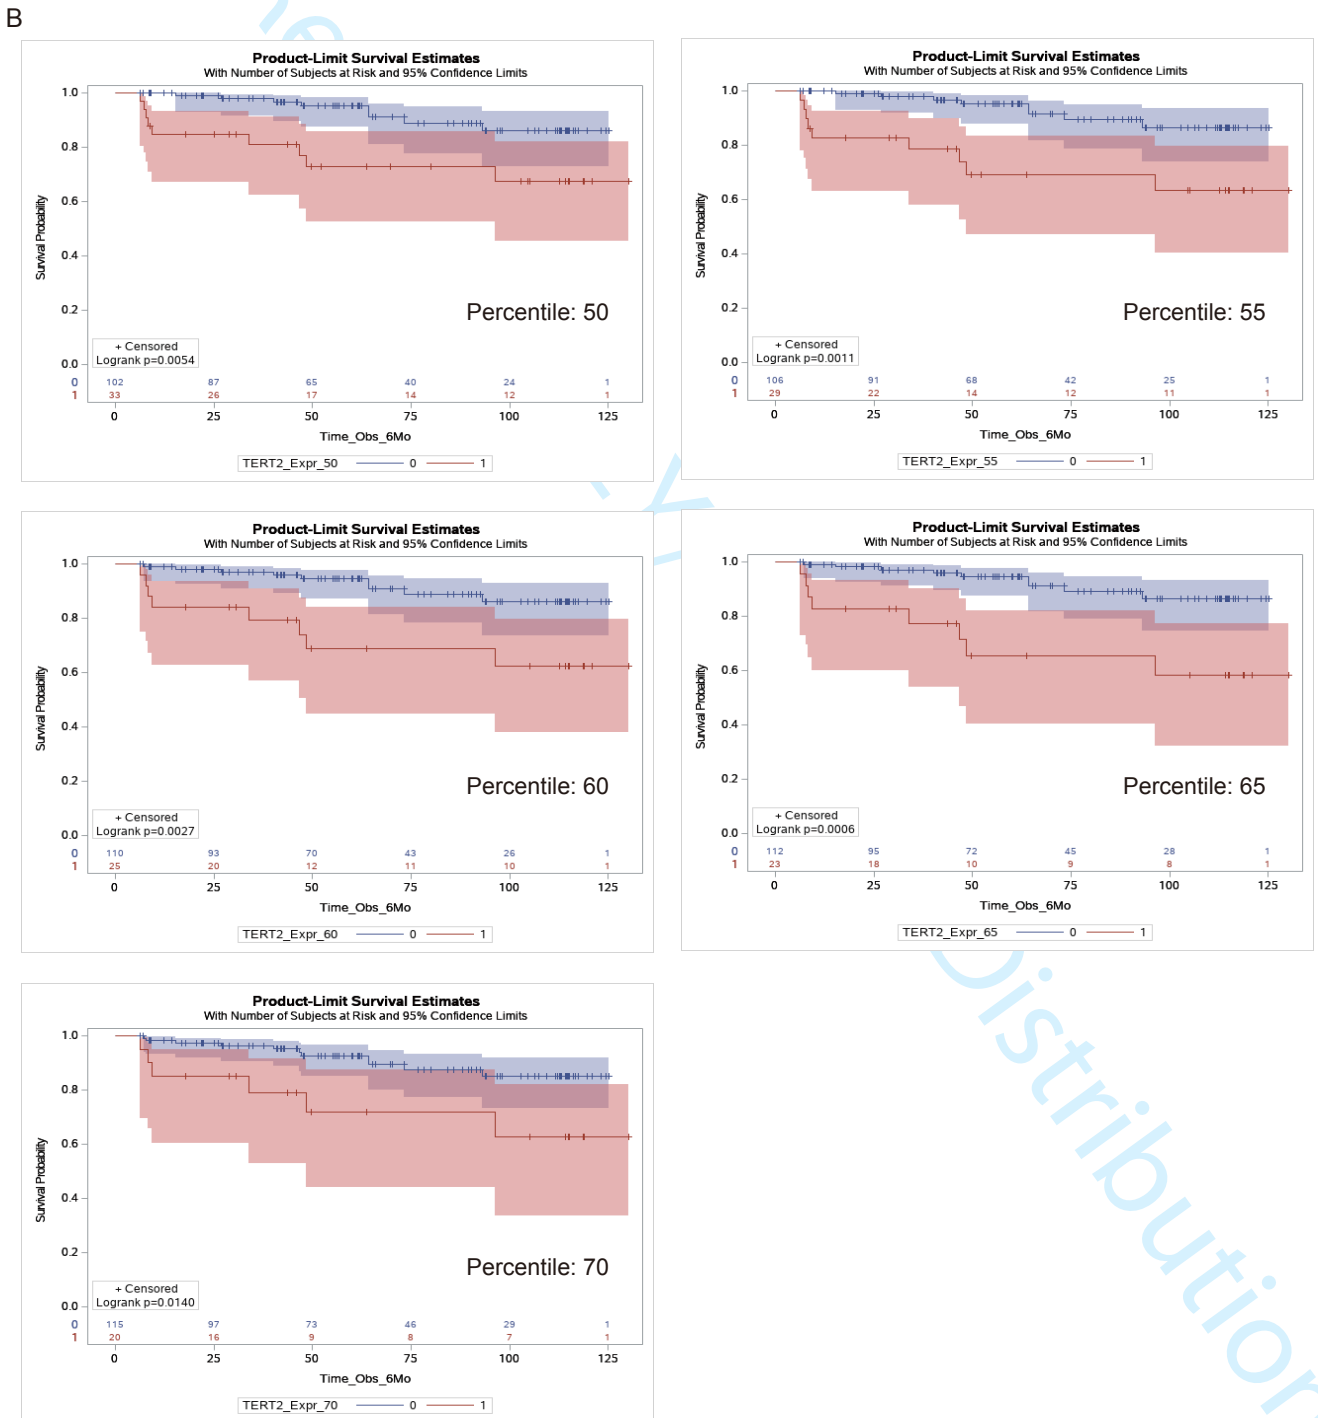 B
Product-Limit Survival Estimates
With Number of Subjects at Risk and 95% Confidence Limits
1.0
0.8
0.6
0.4
0.2
0.0
Survival Probability
Percentile: 50
+ Censored
Logrank p=0.0054
0 102 87 65 40 24 1
1 33 26 17 14 12 1
0 25 50 75 100 125
Time_Obs_6Mo
TERT2_Expr_50 0 1
Product-Limit Survival Estimates
With Number of Subjects at Risk and 95% Confidence Limits
1.0
0.8
0.6
0.4
0.2
0.0
Survival Probability
Percentile: 55
+ Censored
Logrank p=0.0011
0 106 91 68 42 25 1
1 29 22 14 12 11 1
0 25 50 75 100 125
Time_Obs_6Mo
TERT2_Expr_55 0 1
Product-Limit Survival Estimates
With Number of Subjects at Risk and 95% Confidence Limits
1.0
0.8
0.6
0.4
0.2
0.0
Survival Probability
Percentile: 60
+ Censored
Logrank p=0.0027
0 110 93 70 43 26 1
1 25 20 12 11 10 1
0 25 50 75 100 125
Time_Obs_6Mo
TERT2_Expr_60 0 1
Product-Limit Survival Estimates
With Number of Subjects at Risk and 95% Confidence Limits
1.0
0.8
0.6
0.4
0.2
0.0
Survival Probability
Percentile: 65
+ Censored
Logrank p=0.0006
0 112 95 72 45 28 1
1 23 18 10 9 8 1
0 25 50 75 100 125
Time_Obs_6Mo
TERT2_Expr_65 0 1
Product-Limit Survival Estimates
With Number of Subjects at Risk and 95% Confidence Limits
1.0
0.8
0.6
0.4
0.2
0.0
Survival Probability
Percentile: 70
+ Censored
Logrank p=0.0140
0 115 97 73 46 29 1
1 20 16 9 8 7 1
0 25 50 75 100 125
Time_Obs_6Mo
TERT2_Expr_70 0 1
Distribution